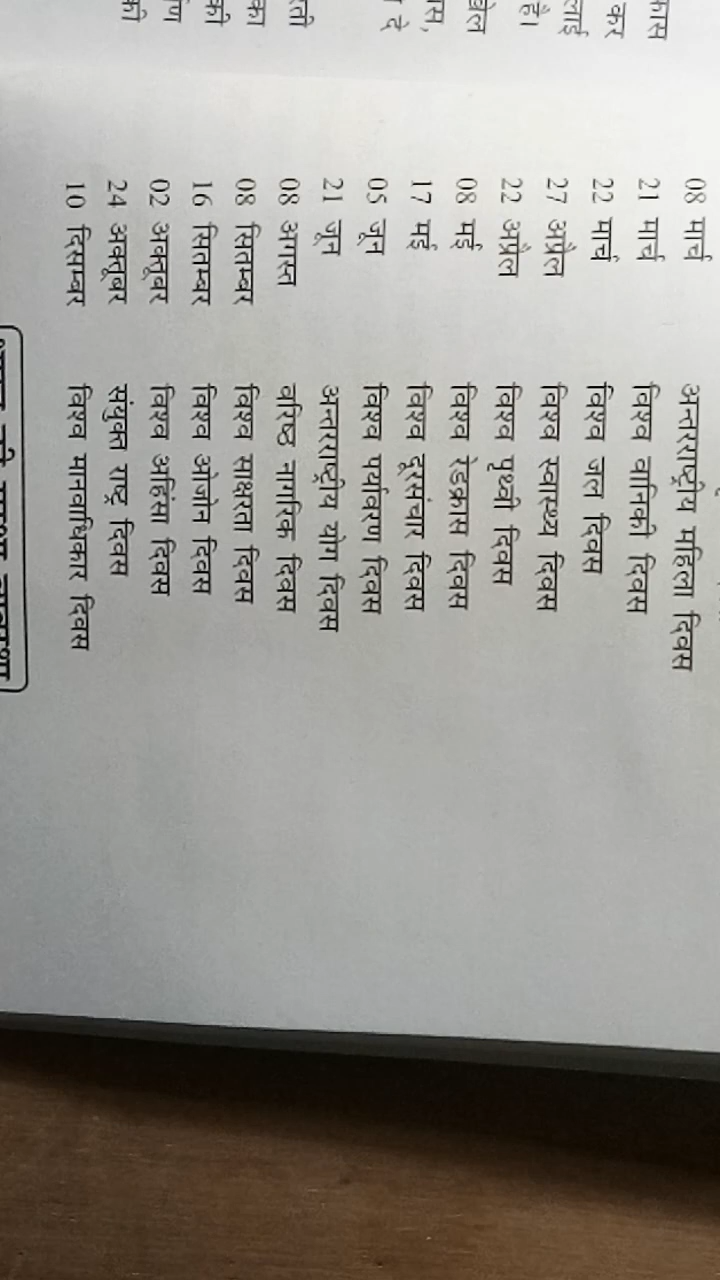 08 मार्च अन्तरराष्ट्रीय महिला दिवस
21 मार्च विश्व वानिकी दिवस
22 मार्च विश्व जल दिवस
27 अप्रैल विश्व स्वास्थ्य दिवस
22 अप्रैल विश्व पृथ्वी दिवस
08 मई विश्व रेडक्रास दिवस
17 मई विश्व दूरसंचार दिवस
05 जून विश्व पर्यावरण दिवस
21 जून अन्तरराष्ट्रीय योग दिवस
08 अगस्त वरिष्ठ नागरिक दिवस
08 सितम्बर विश्व साक्षरता दिवस
16 सितम्बर विश्व ओजोन दिवस
02 अक्तूबर विश्व अहिंसा दिवस
24 अक्तूबर संयुक्त राष्ट्र दिवस
10 दिसम्बर विश्व मानवाधिकार दिवस